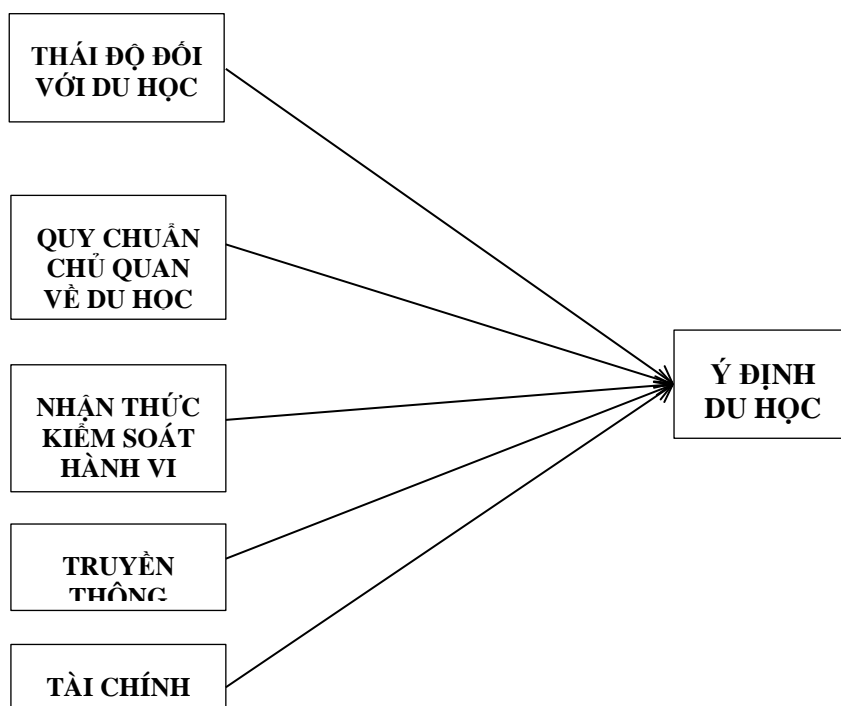 THÁI ĐỘ ĐỐI
VỚI DU HỌC
QUY CHUẨN
CHỦ QUAN
VỀ DU HỌC
NHẬN THỨC
KIỂM SOÁT
HÀNH VI
TRUYỀN
THÔNG
TÀI CHÍNH
Ý ĐỊNH
DU HỌC